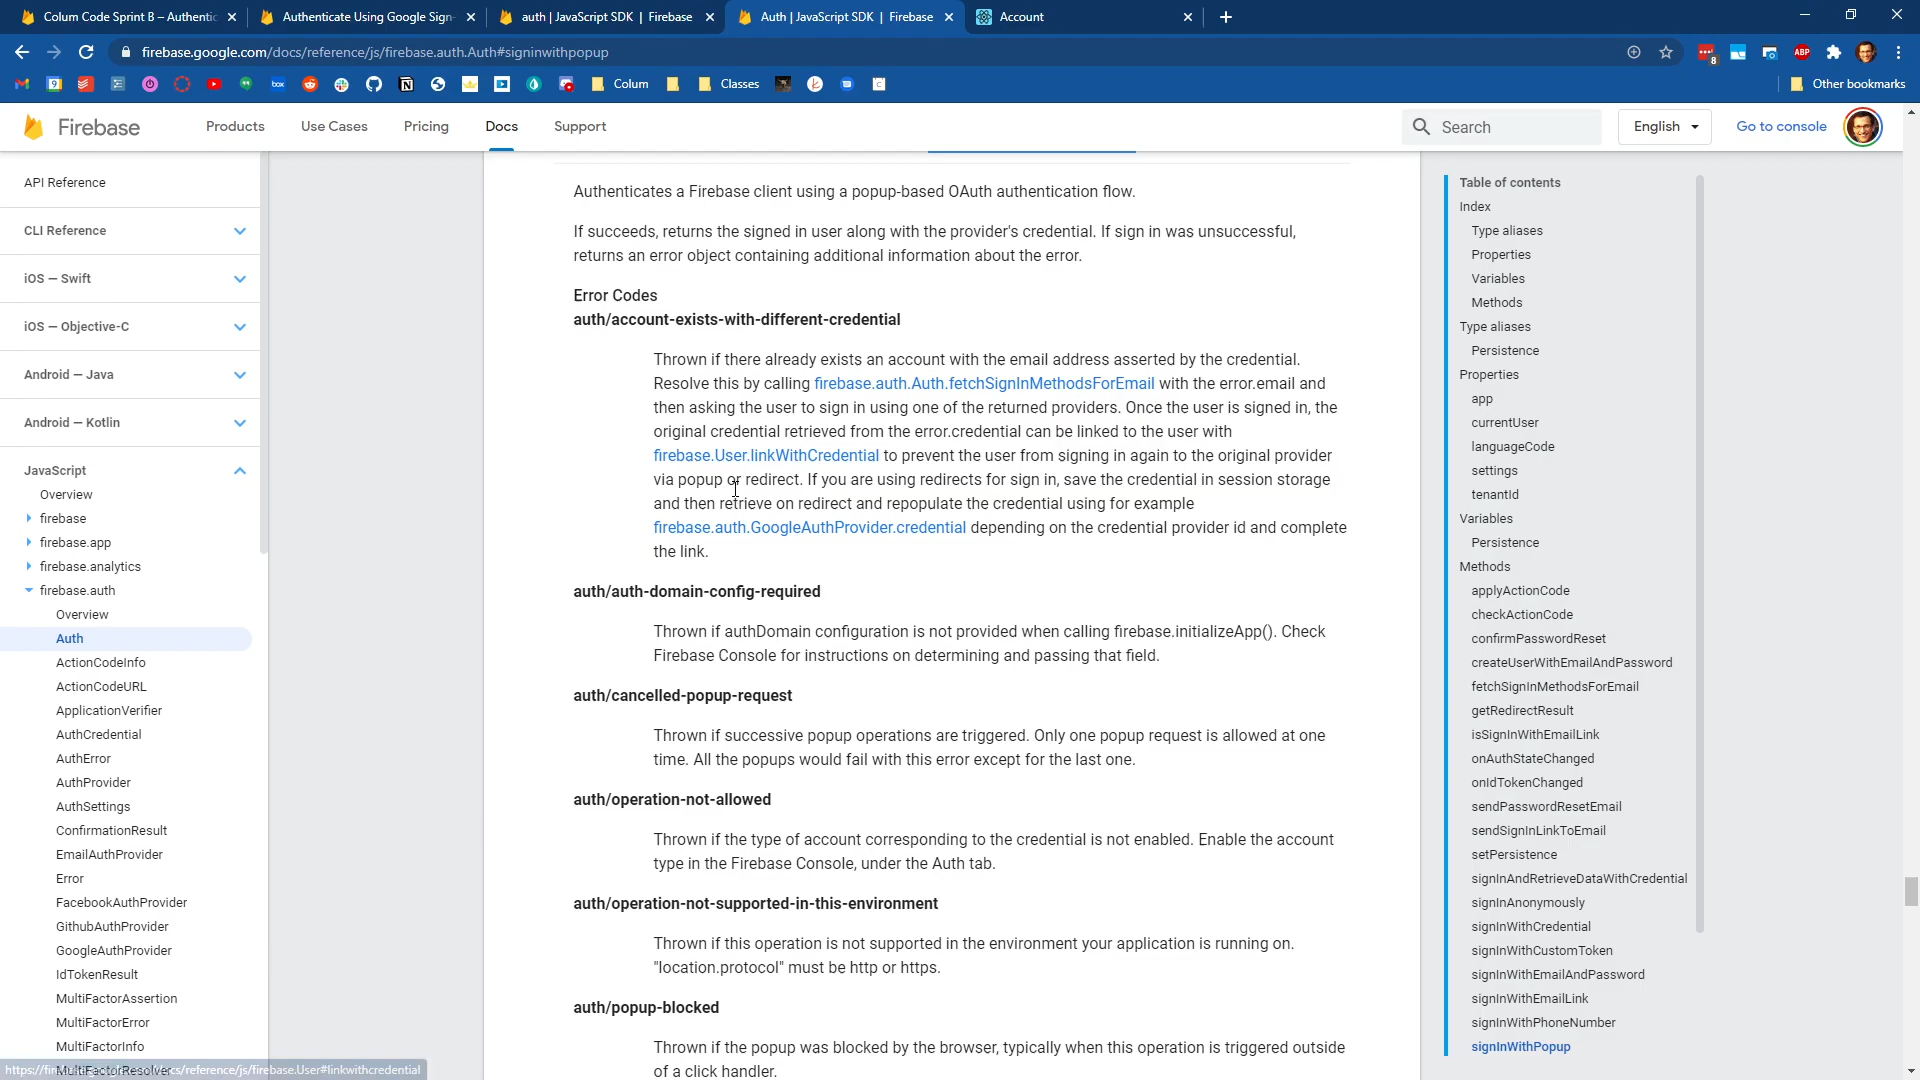 Colum Code Sprint B – Authentic
Authenticate Using Google Sign-
auth | JavaScript SDK | Firebase
Auth | JavaScript SDK | Firebase
Account
firebase.google.com/docs/reference/js/firebase.auth.Auth#signinwithpopup
8
ABP
9
box
Colum
Classes
Other bookmarks
Firebase
Products
Use Cases
Pricing
Docs
Support
Search
English
Go to console
API Reference
CLI Reference
iOS — Swift
iOS — Objective-C
Android — Java
Android — Kotlin
JavaScript
Overview
firebase
firebase.app
firebase.analytics
firebase.auth
Overview
Auth
ActionCodeInfo
ActionCodeURL
ApplicationVerifier
AuthCredential
AuthError
AuthProvider
AuthSettings
ConfirmationResult
EmailAuthProvider
Error
FacebookAuthProvider
GithubAuthProvider
GoogleAuthProvider
IdTokenResult
MultiFactorAssertion
MultiFactorError
MultiFactorInfo
Authenticates a Firebase client using a popup-based OAuth authentication flow.
If succeeds, returns the signed in user along with the provider's credential. If sign in was unsuccessful,
returns an error object containing additional information about the error.
Error Codes
auth/account-exists-with-different-credential
Thrown if there already exists an account with the email address asserted by the credential.
Resolve this by calling firebase.auth.Auth.fetchSignInMethodsForEmail with the error.email and
then asking the user to sign in using one of the returned providers. Once the user is signed in, the
original credential retrieved from the error.credential can be linked to the user with
firebase.User.linkWithCredential to prevent the user from signing in again to the original provider
via popup or redirect. If you are using redirects for sign in, save the credential in session storage
and then retrieve on redirect and repopulate the credential using for example
firebase.auth.GoogleAuthProvider.credential depending on the credential provider id and complete
the link.
auth/auth-domain-config-required
Thrown if authDomain configuration is not provided when calling firebase.initializeApp(). Check
Firebase Console for instructions on determining and passing that field.
auth/cancelled-popup-request
Thrown if successive popup operations are triggered. Only one popup request is allowed at one
time. All the popups would fail with this error except for the last one.
auth/operation-not-allowed
Thrown if the type of account corresponding to the credential is not enabled. Enable the account
type in the Firebase Console, under the Auth tab.
auth/operation-not-supported-in-this-environment
Thrown if this operation is not supported in the environment your application is running on.
"location.protocol" must be http or https.
auth/popup-blocked
Thrown if the popup was blocked by the browser, typically when this operation is triggered outside
of a click handler.
Table of contents
Index
Type aliases
Properties
Variables
Methods
Type aliases
Persistence
Properties
app
currentUser
languageCode
settings
tenantId
Variables
Persistence
Methods
applyActionCode
checkActionCode
confirmPasswordReset
createUserWithEmailAndPassword
fetchSignInMethodsForEmail
getRedirectResult
isSignInWithEmailLink
onAuthStateChanged
onIdTokenChanged
sendPasswordResetEmail
sendSignInLinkToEmail
setPersistence
signInAndRetrieveDataWithCredential
signInAnonymously
signInWithCredential
signInWithCustomToken
signInWithEmailAndPassword
signInWithEmailLink
signInWithPhoneNumber
signInWithPopup